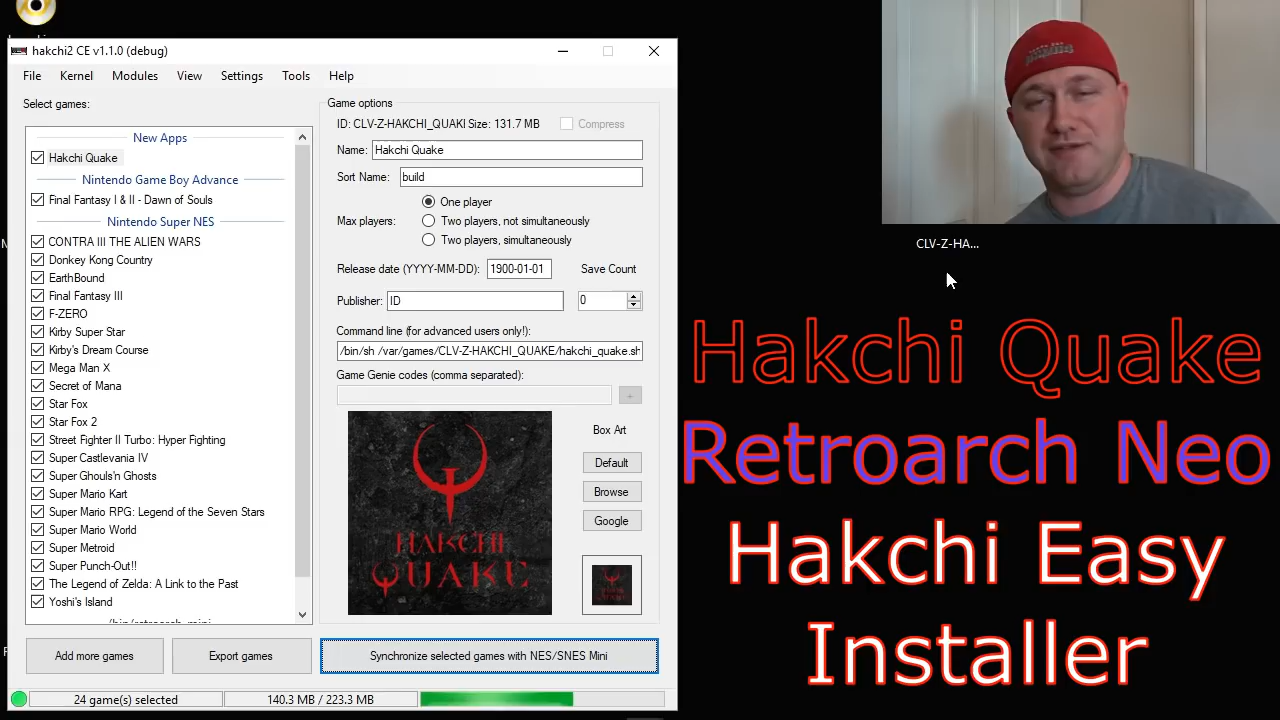 hakchi2 CE v1.1.0 (debug)
File Kernel Modules View Settings Tools Help
Select games:
New Apps
Hakchi Quake
Nintendo Game Boy Advance
Final Fantasy I & II - Dawn of Souls
Nintendo Super NES
CONTRA III THE ALIEN WARS
Donkey Kong Country
EarthBound
Final Fantasy III
F-ZERO
Kirby Super Star
Kirby's Dream Course
Mega Man X
Secret of Mana
Star Fox
Star Fox 2
Street Fighter II Turbo: Hyper Fighting
Super Castlevania IV
Super Ghouls'n Ghosts
Super Mario Kart
Super Mario RPG: Legend of the Seven Stars
Super Mario World
Super Metroid
Super Punch-Out!!
The Legend of Zelda: A Link to the Past
Yoshi's Island
Game options
ID: CLV-Z-HAKCHI_QUAKI Size: 131.7 MB Compress
Name: Hakchi Quake
Sort Name: build
One player
Max players: Two players, not simultaneously
Two players, simultaneously
Release date (YYYY-MM-DD): 1900-01-01 Save Count
Publisher: ID 0
Command line (for advanced users only!):
/bin/sh /var/games/CLV-Z-HAKCHI_QUAKE/hakchi_quake.sh
Game Genie codes (comma separated):
+
HAKCHI
QUAKE
Box Art
Default
Browse
Google
Add more games Export games Synchronize selected games with NES/SNES Mini
24 game(s) selected 140.3 MB / 223.3 MB
CLV-Z-HA...
Hakchi Quake
Retroarch Neo
Hakchi Easy
Installer